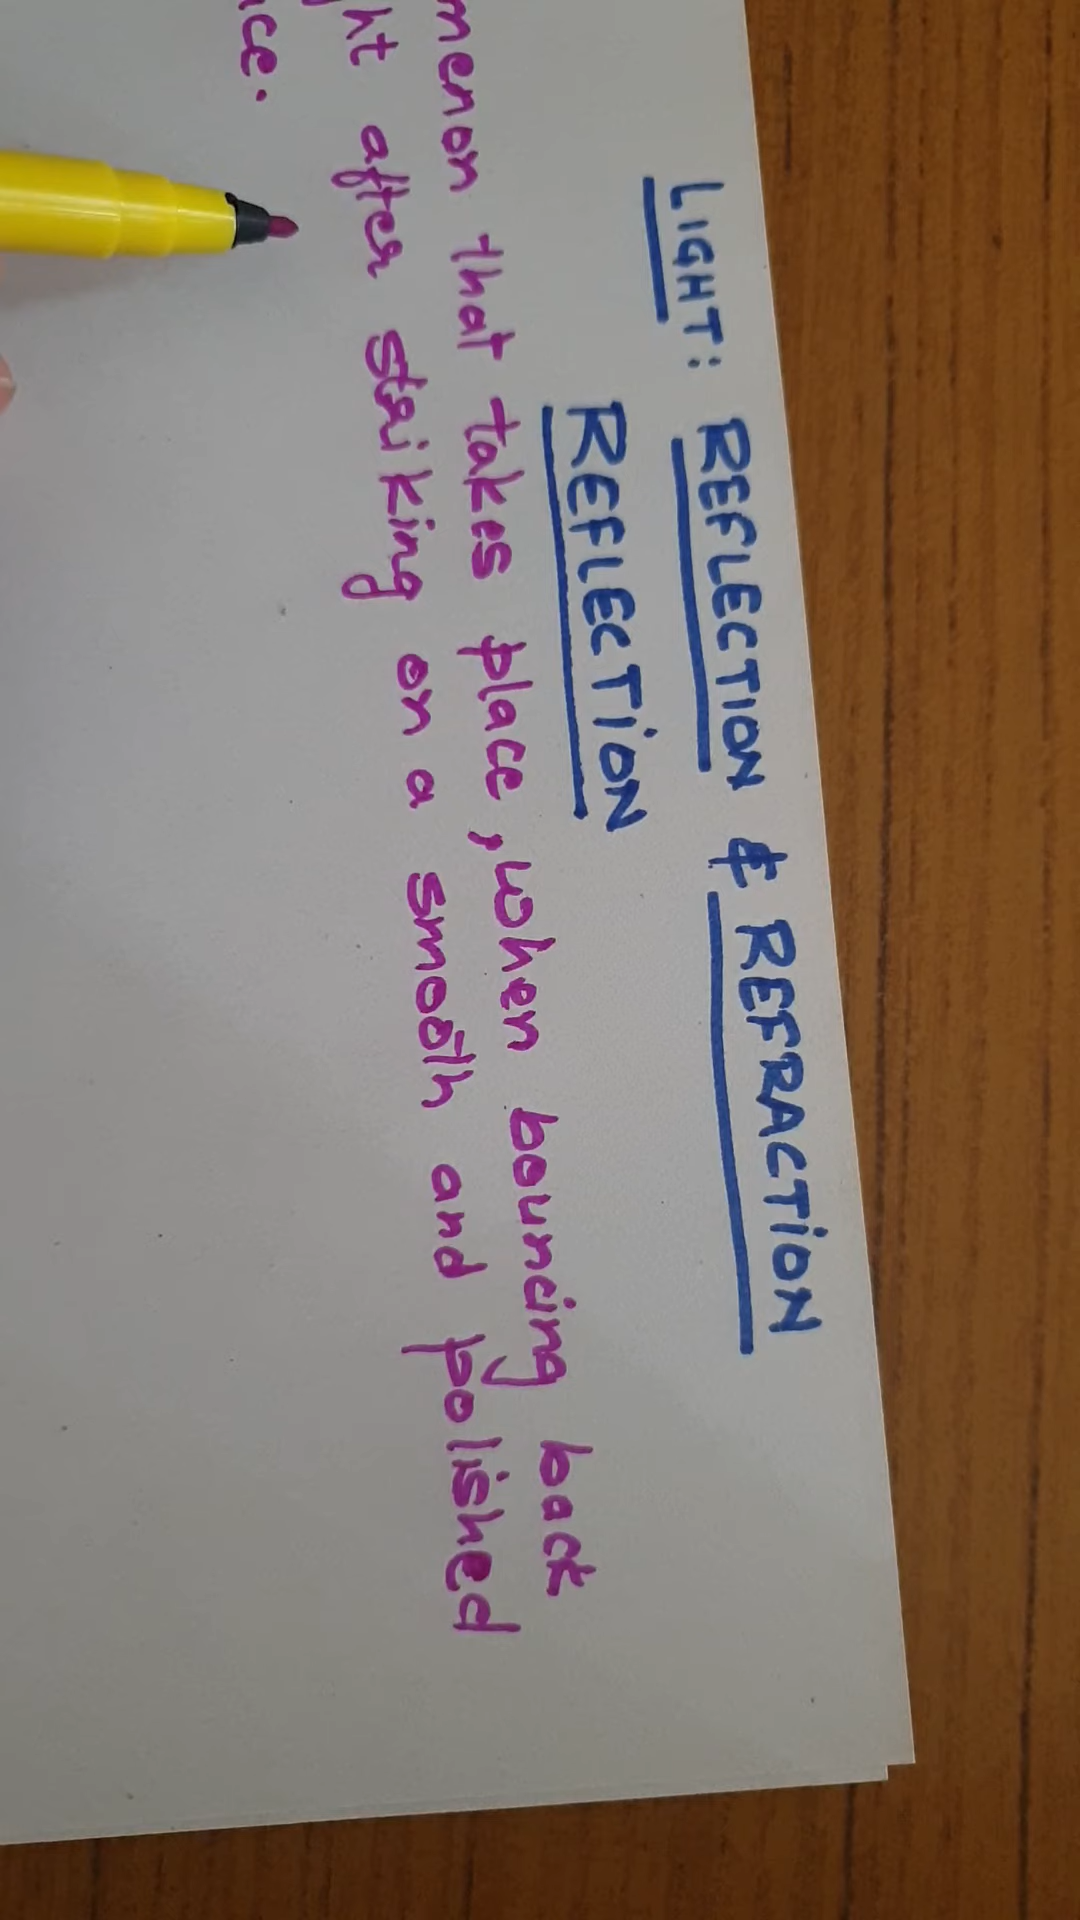 LIGHT: REFLECTION & REFRACTION
REFLECTION
menon that takes place, when bouncing back
ht after striking on a smooth and polished
ce.